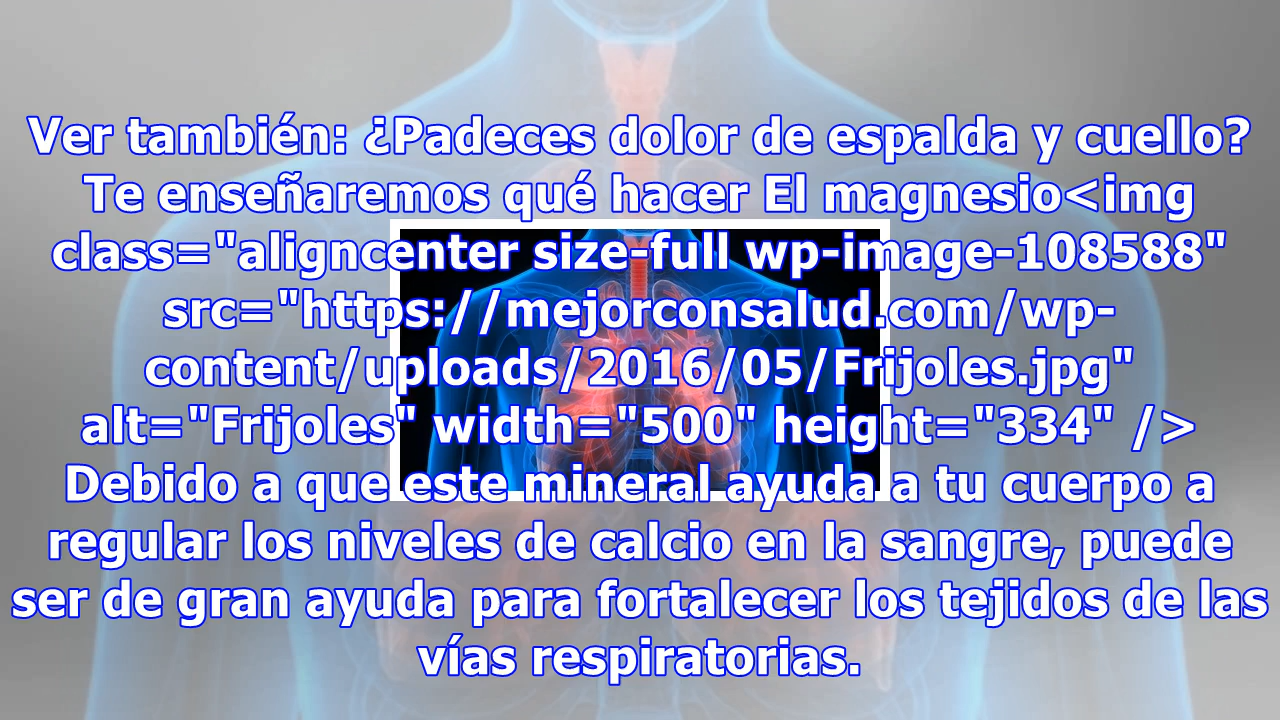 Ver también: ¿Padeces dolor de espalda y cuello?
Te enseñaremos qué hacer El magnesio<img
class="aligncenter size-full wp-image-108588"
src="https://mejorconsalud.com/wp-
content/uploads/2016/05/Frijoles.jpg"
alt="Frijoles" width="500" height="334" />
Debido a que este mineral ayuda a tu cuerpo a
regular los niveles de calcio en la sangre, puede
ser de gran ayuda para fortalecer los tejidos de las
vías respiratorias.